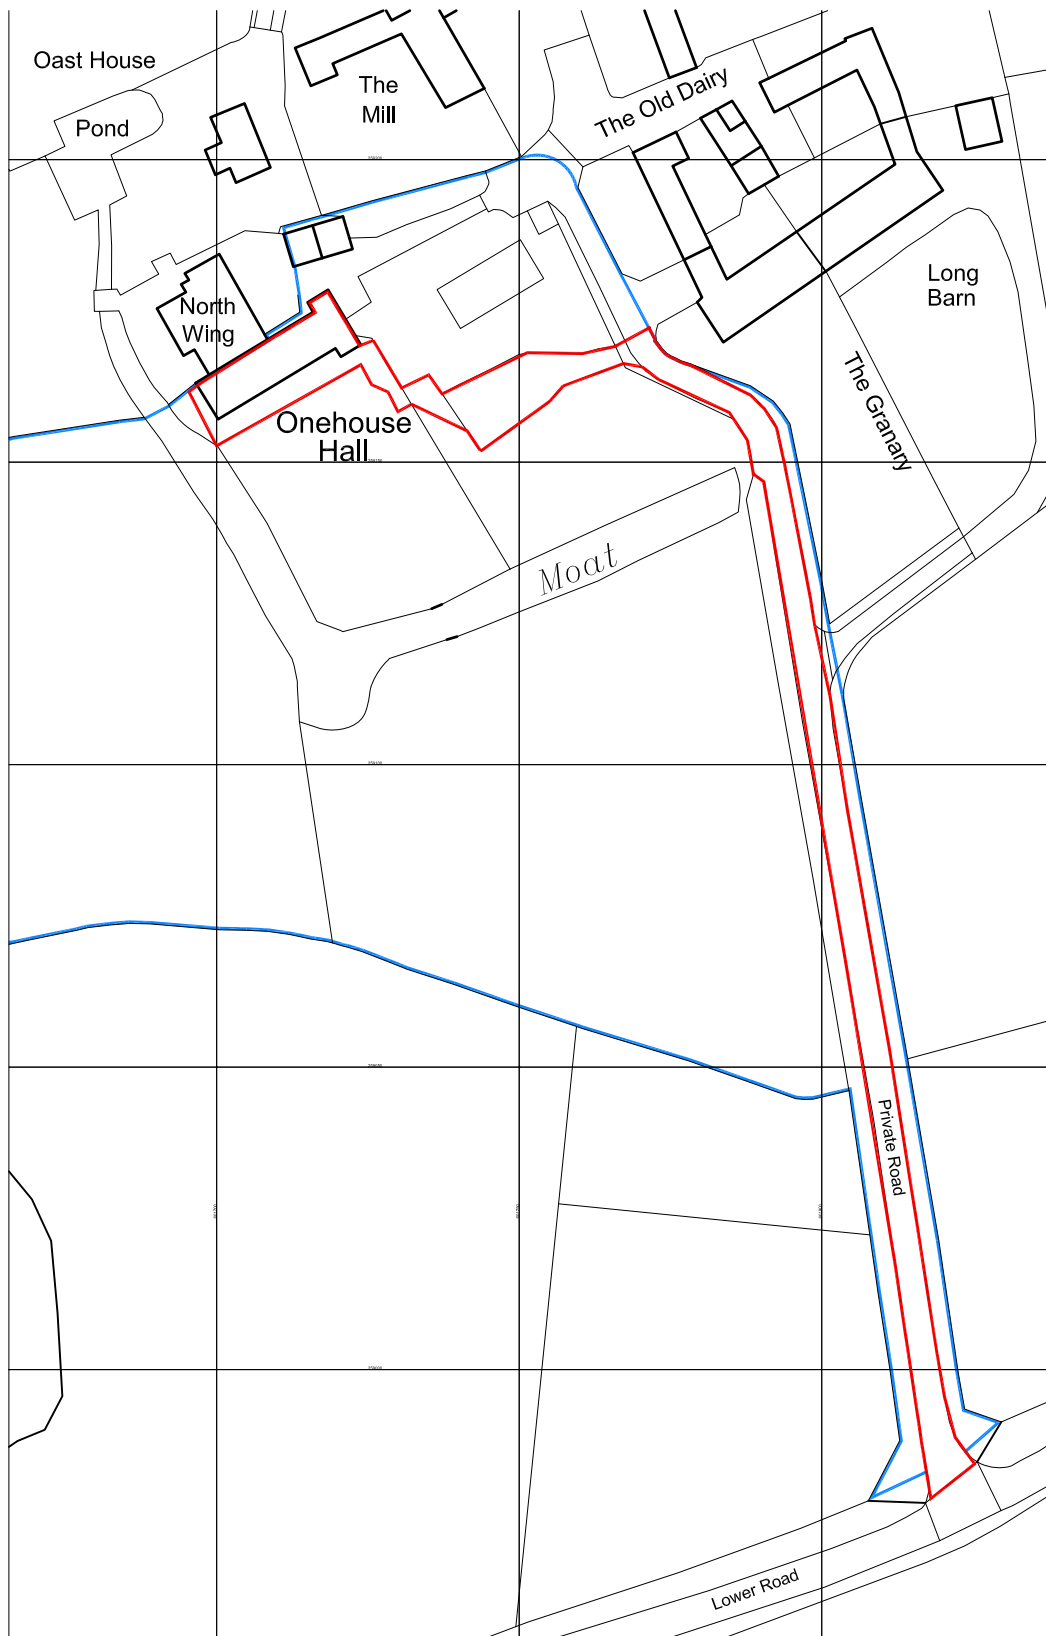 Oast House
The
Mill
The Old Dairy
Pond
North
Wing
Long
Barn
Onehouse
Hall
The Granary
Moat
Private Road
Lower Road